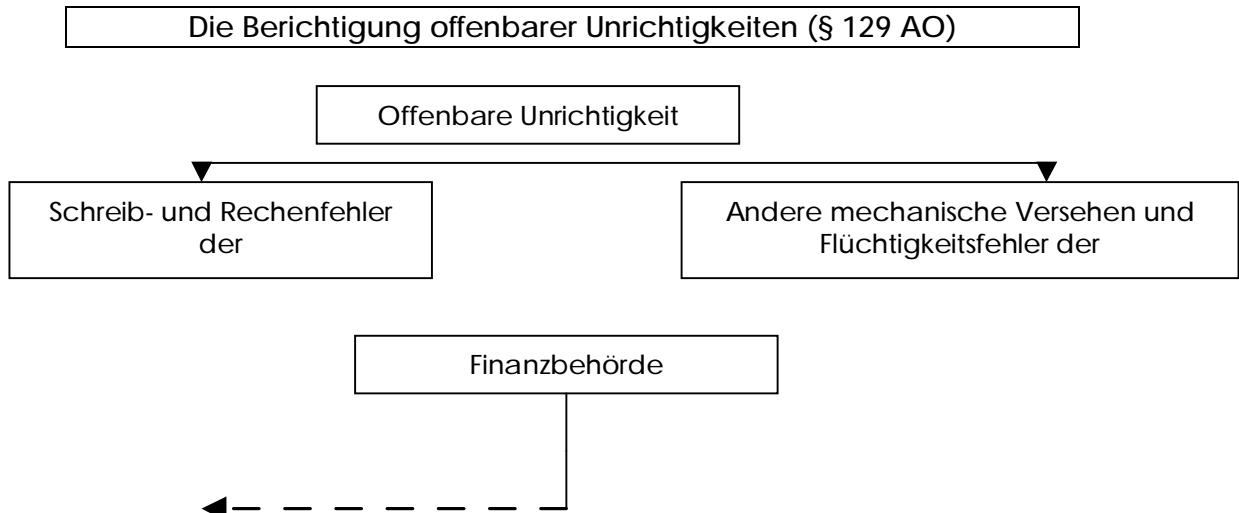 Die Berichtigung offenbarer Unrichtigkeiten (§ 129 AO)
Offenbare Unrichtigkeit
Schreib- und Rechenfehler
der
Andere mechanische Versehen und
Flüchtigkeitsfehler der
Finanzbehörde